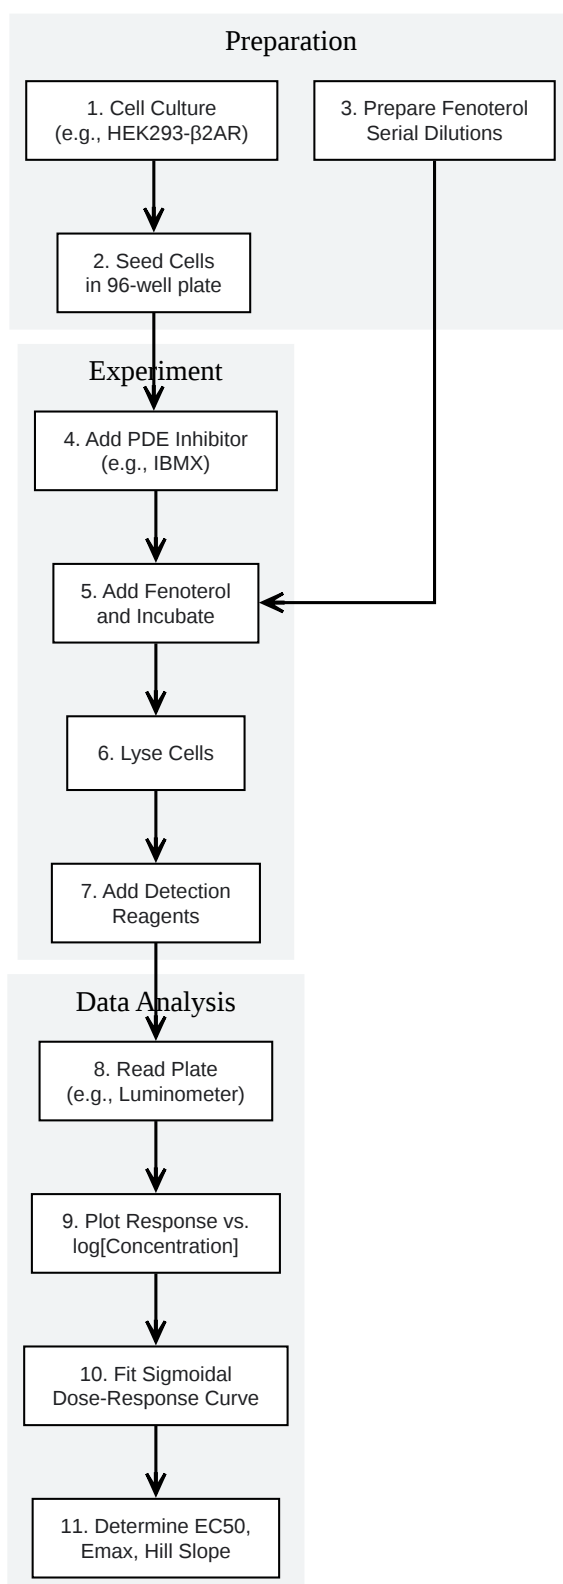 Preparation
1. Cell Culture
(e.g., HEK293-β2AR)
3. Prepare Fenoterol
Serial Dilutions
2. Seed Cells
in 96-well plate
Experiment
4. Add PDE Inhibitor
(e.g., IBMX)
5. Add Fenoterol
and Incubate
6. Lyse Cells
7. Add Detection
Reagents
Data Analysis
8. Read Plate
(e.g., Luminometer)
9. Plot Response vs.
log[Concentration]
10. Fit Sigmoidal
Dose-Response Curve
11. Determine EC50,
Emax, Hill Slope